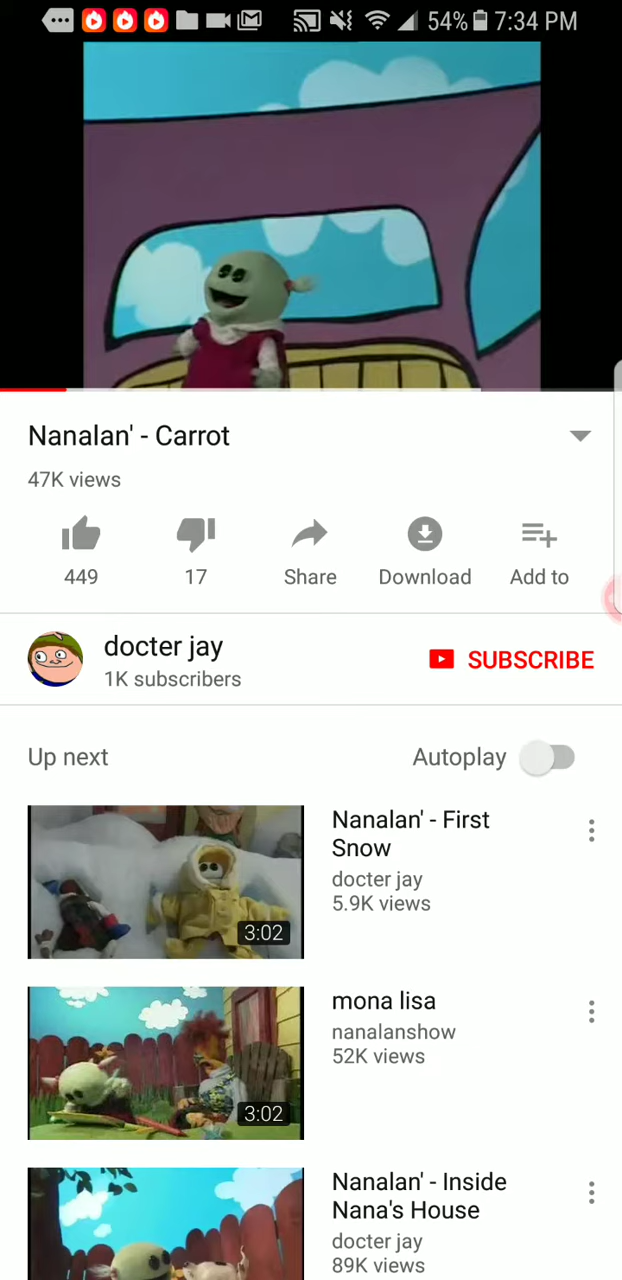 54% 7:34 PM
Nanalan' - Carrot
47K views
449
17
Share
Download
Add to
docter jay
1K subscribers
SUBSCRIBE
Up next
Autoplay
3:02
Nanalan' - First
Snow
docter jay
5.9K views
3:02
mona lisa
nanalanshow
52K views
Nanalan' - Inside
Nana's House
docter jay
89K views